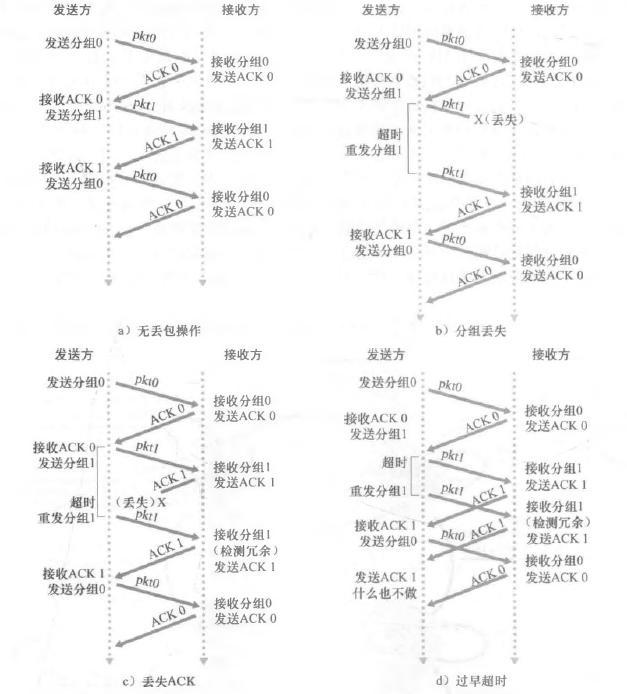 发送方 接收方
发送分组0 pkt0
接收分组0
ACK 0 发送ACK 0
接收ACK 0
发送分组1 pkt1
接收分组1
ACK 1 发送ACK 1
接收ACK 1
发送分组0 pkt0
接收分组0
ACK 0 发送ACK 0
a）无丢包操作
发送方 接收方
发送分组0 pkt0
接收分组0
ACK 0 发送ACK 0
接收ACK 0
发送分组1 pkt1
X(丢失)
超时
重发分组1
pkt1
接收分组1
ACK 1 发送ACK 1
接收ACK 1
发送分组0 pkt0
接收分组0
ACK 0 发送ACK 0
b）分组丢失
发送方 接收方
发送分组0 pkt0
接收分组0
ACK 0 发送ACK 0
接收ACK 0
发送分组1 pkt1
接收分组1
ACK 1 发送ACK 1
超时 (丢失)X
重发分组1 pkt1
接收分组1
(检测冗余)
ACK 1 发送ACK 1
接收ACK 1
发送分组0 pkt0
接收分组0
ACK 0 发送ACK 0
c）丢失ACK
发送方 接收方
发送分组0 pkt0
接收分组0
ACK 0 发送ACK 0
接收ACK 0
发送分组1 pkt1
超时
接收分组1
发送ACK 1
重发分组1 pkt1 ACK 1
接收分组1
(检测冗余)
发送ACK 1
接收ACK 1
发送分组0 pkt0 ACK 1
接收分组0
发送ACK 0
发送ACK 1 ACK 0
什么也不做
d）过早超时